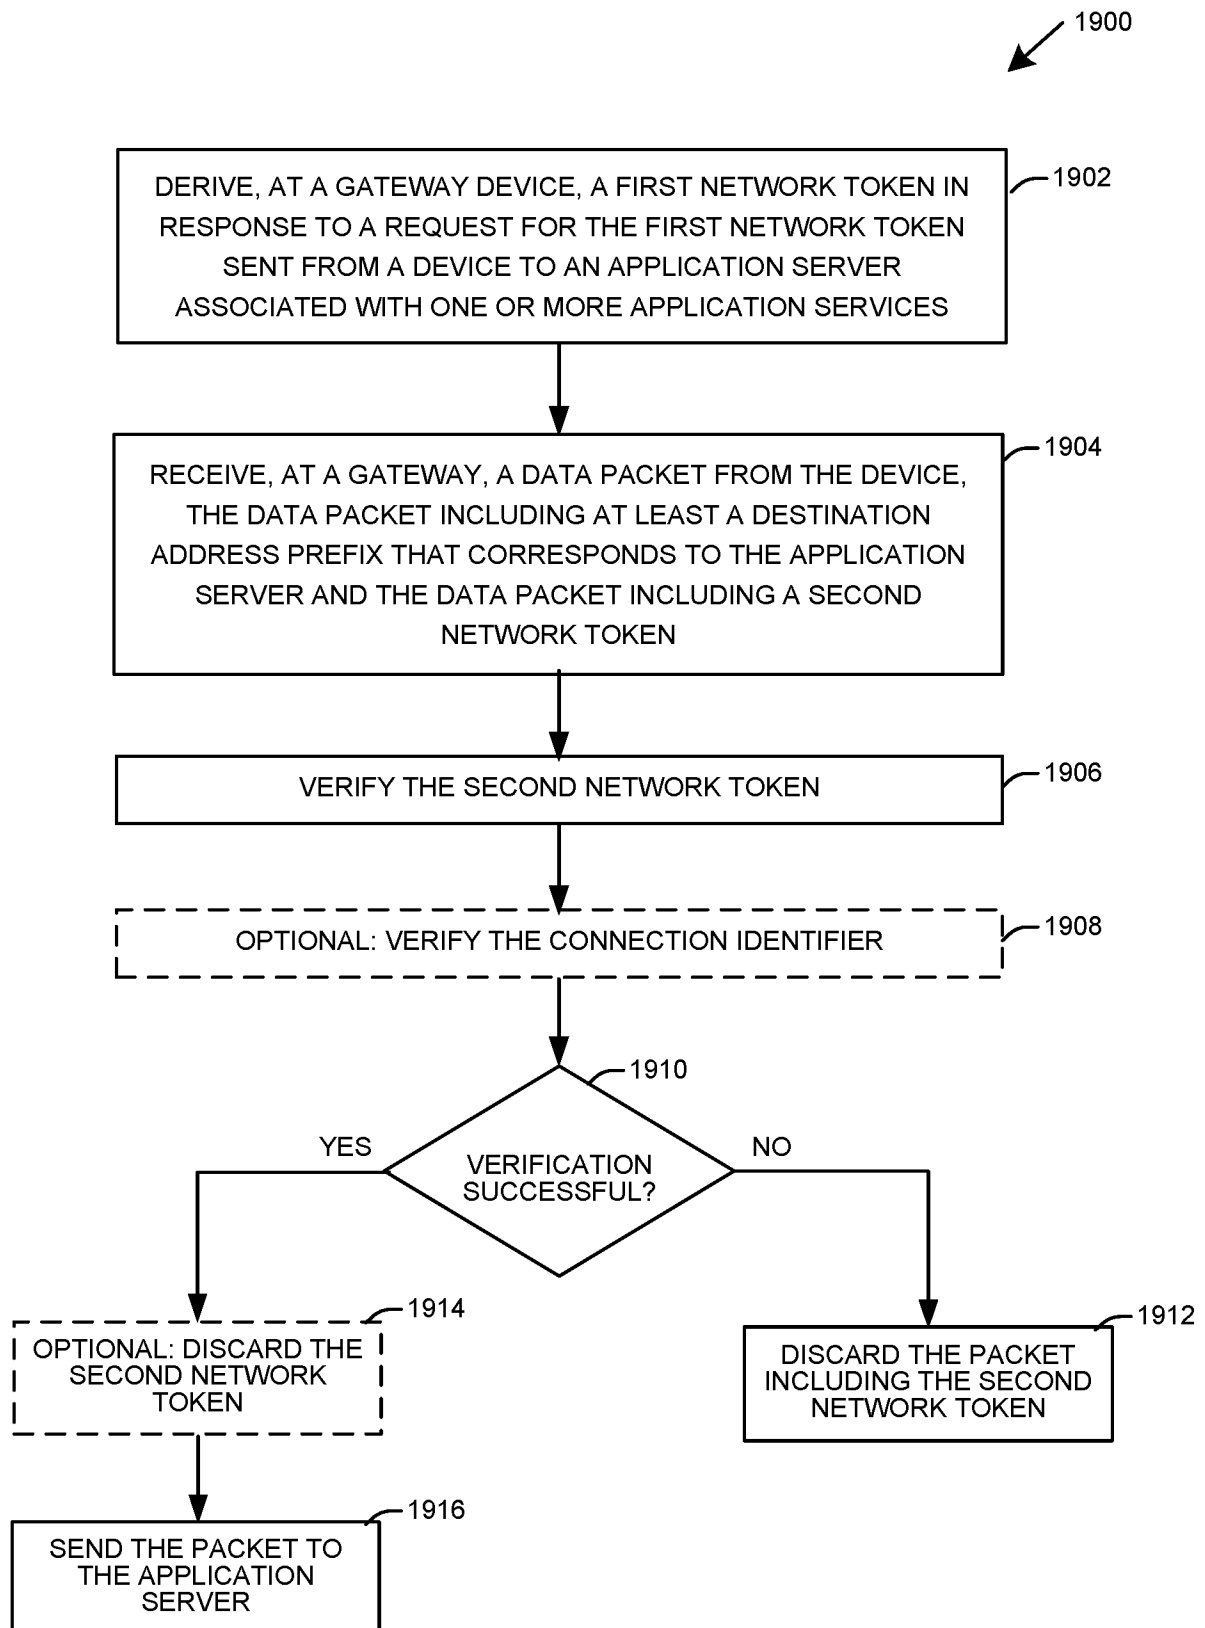 1900
DERIVE, AT A GATEWAY DEVICE, A FIRST NETWORK TOKEN IN
RESPONSE TO A REQUEST FOR THE FIRST NETWORK TOKEN
SENT FROM A DEVICE TO AN APPLICATION SERVER
ASSOCIATED WITH ONE OR MORE APPLICATION SERVICES
1902
RECEIVE, AT A GATEWAY, A DATA PACKET FROM THE DEVICE,
THE DATA PACKET INCLUDING AT LEAST A DESTINATION
ADDRESS PREFIX THAT CORRESPONDS TO THE APPLICATION
SERVER AND THE DATA PACKET INCLUDING A SECOND
NETWORK TOKEN
1904
VERIFY THE SECOND NETWORK TOKEN
1906
OPTIONAL: VERIFY THE CONNECTION IDENTIFIER
1908
1910
VERIFICATION
SUCCESSFUL?
YES
NO
1914
OPTIONAL: DISCARD THE
SECOND NETWORK
TOKEN
1912
DISCARD THE PACKET
INCLUDING THE SECOND
NETWORK TOKEN
1916
SEND THE PACKET TO
THE APPLICATION
SERVER